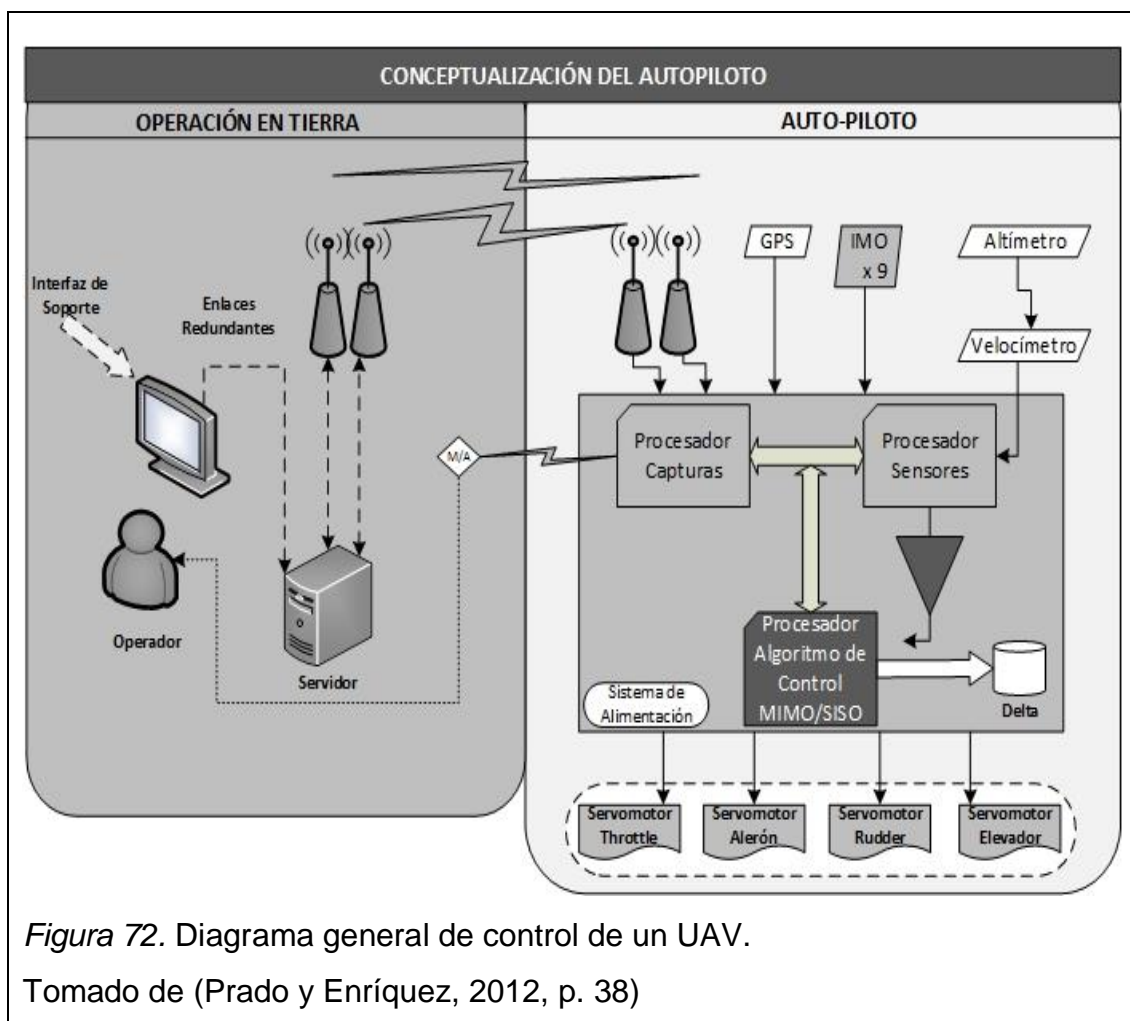 CONCEPTUALIZACIÓN DEL AUTOPILOTO
OPERACIÓN EN TIERRA
AUTO-PILOTO
Interfaz de
Soporte
Enlaces
Redundantes
Operador
Servidor
M/A
GPS
IMO
x 9
Altímetro
Velocímetro
Procesador
Capturas
Procesador
Sensores
Procesador
Algoritmo de
Control
MIMO/SISO
Sistema de
Alimentación
Delta
Servomotor
Throttle
Servomotor
Alerón
Servomotor
Rudder
Servomotor
Elevador
Figura 72. Diagrama general de control de un UAV.
Tomado de (Prado y Enríquez, 2012, p. 38)